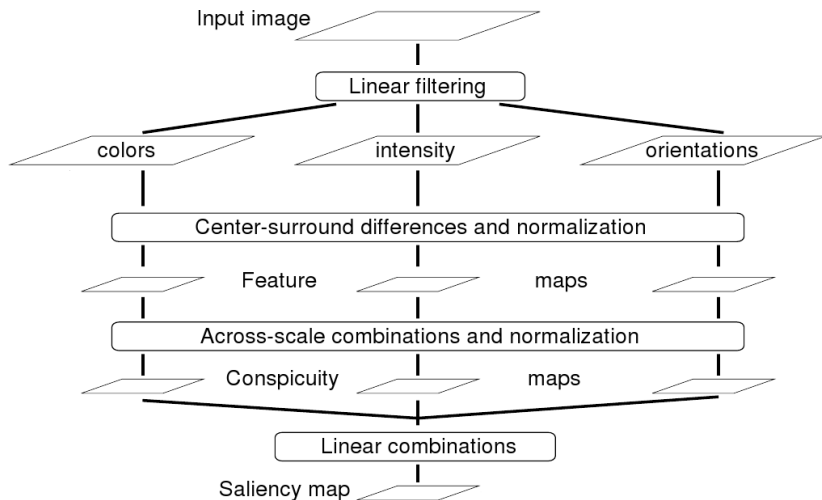 Input image
Linear filtering
colors
intensity
orientations
Center-surround differences and normalization
Feature maps
Across-scale combinations and normalization
Conspicuity maps
Linear combinations
Saliency map